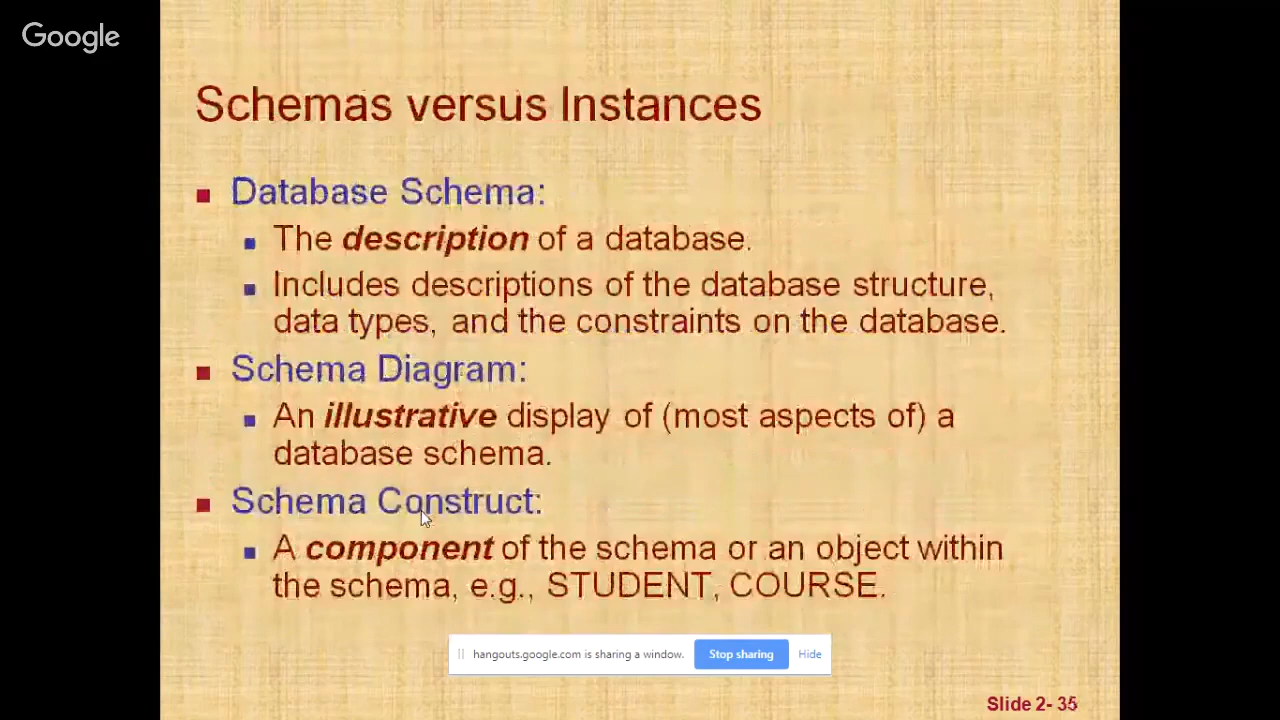 Google
Schemas versus Instances
Database Schema:
The description of a database.
Includes descriptions of the database structure,
data types, and the constraints on the database.
Schema Diagram:
An illustrative display of (most aspects of) a
database schema.
Schema Construct:
A component of the schema or an object within
the schema, e.g., STUDENT, COURSE.
hangouts.google.com is sharing a window. Stop sharing Hide
Slide 2- 35